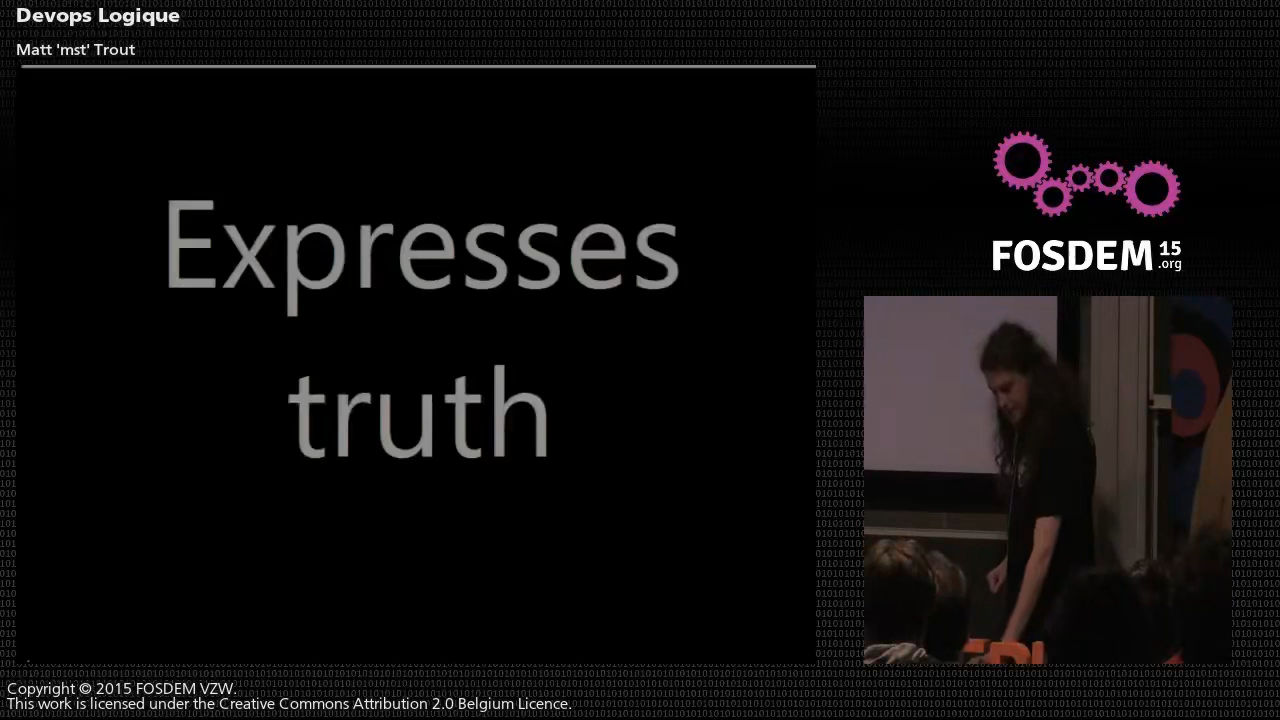 Devops Logique
Matt 'mst' Trout
Expresses
truth
FOSDEM 15
.org
Copyright © 2015 FOSDEM VZW.
This work is licensed under the Creative Commons Attribution 2.0 Belgium Licence.